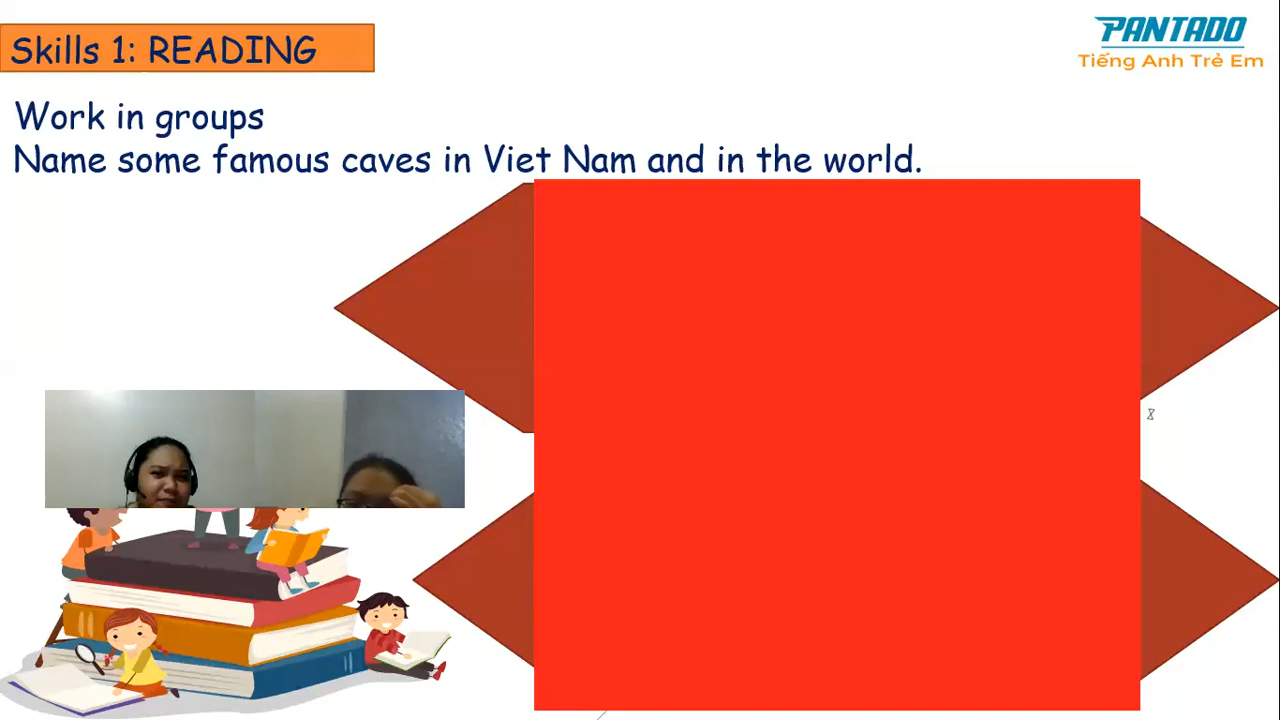 Skills 1: READING
PANTADO
Tiếng Anh Trẻ Em
Work in groups
Name some famous caves in Viet Nam and in the world.